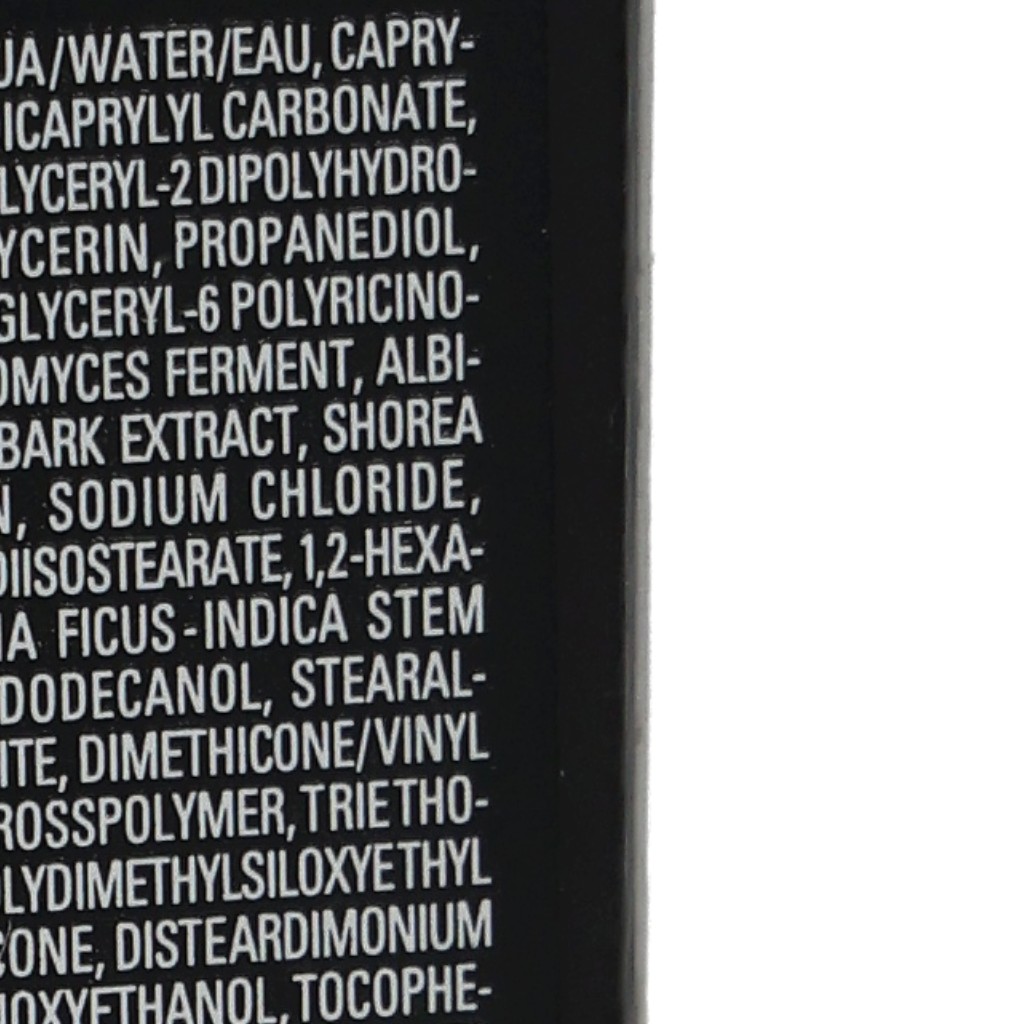 UA/WATER/EAU, CAPRY-
ICAPRYLYL CARBONATE,
LYCERYL-2 DIPOLYHYDRO-
YCERIN, PROPANEDIOL,
GLYCERYL-6 POLYRICINO-
OMYCES FERMENT, ALBI-
BARK EXTRACT, SHOREA
N, SODIUM CHLORIDE,
DIISOSTEARATE, 1,2-HEXA-
IA FICUS-INDICA STEM
DODECANOL, STEARAL-
ITE, DIMETHICONE/VINYL
ROSSPOLYMER, TRIETHO-
OLYDIMETHYLSILOXYETHYL
CONE, DISTEARDIMONIUM
NOXYETHANOL, TOCOPHE-